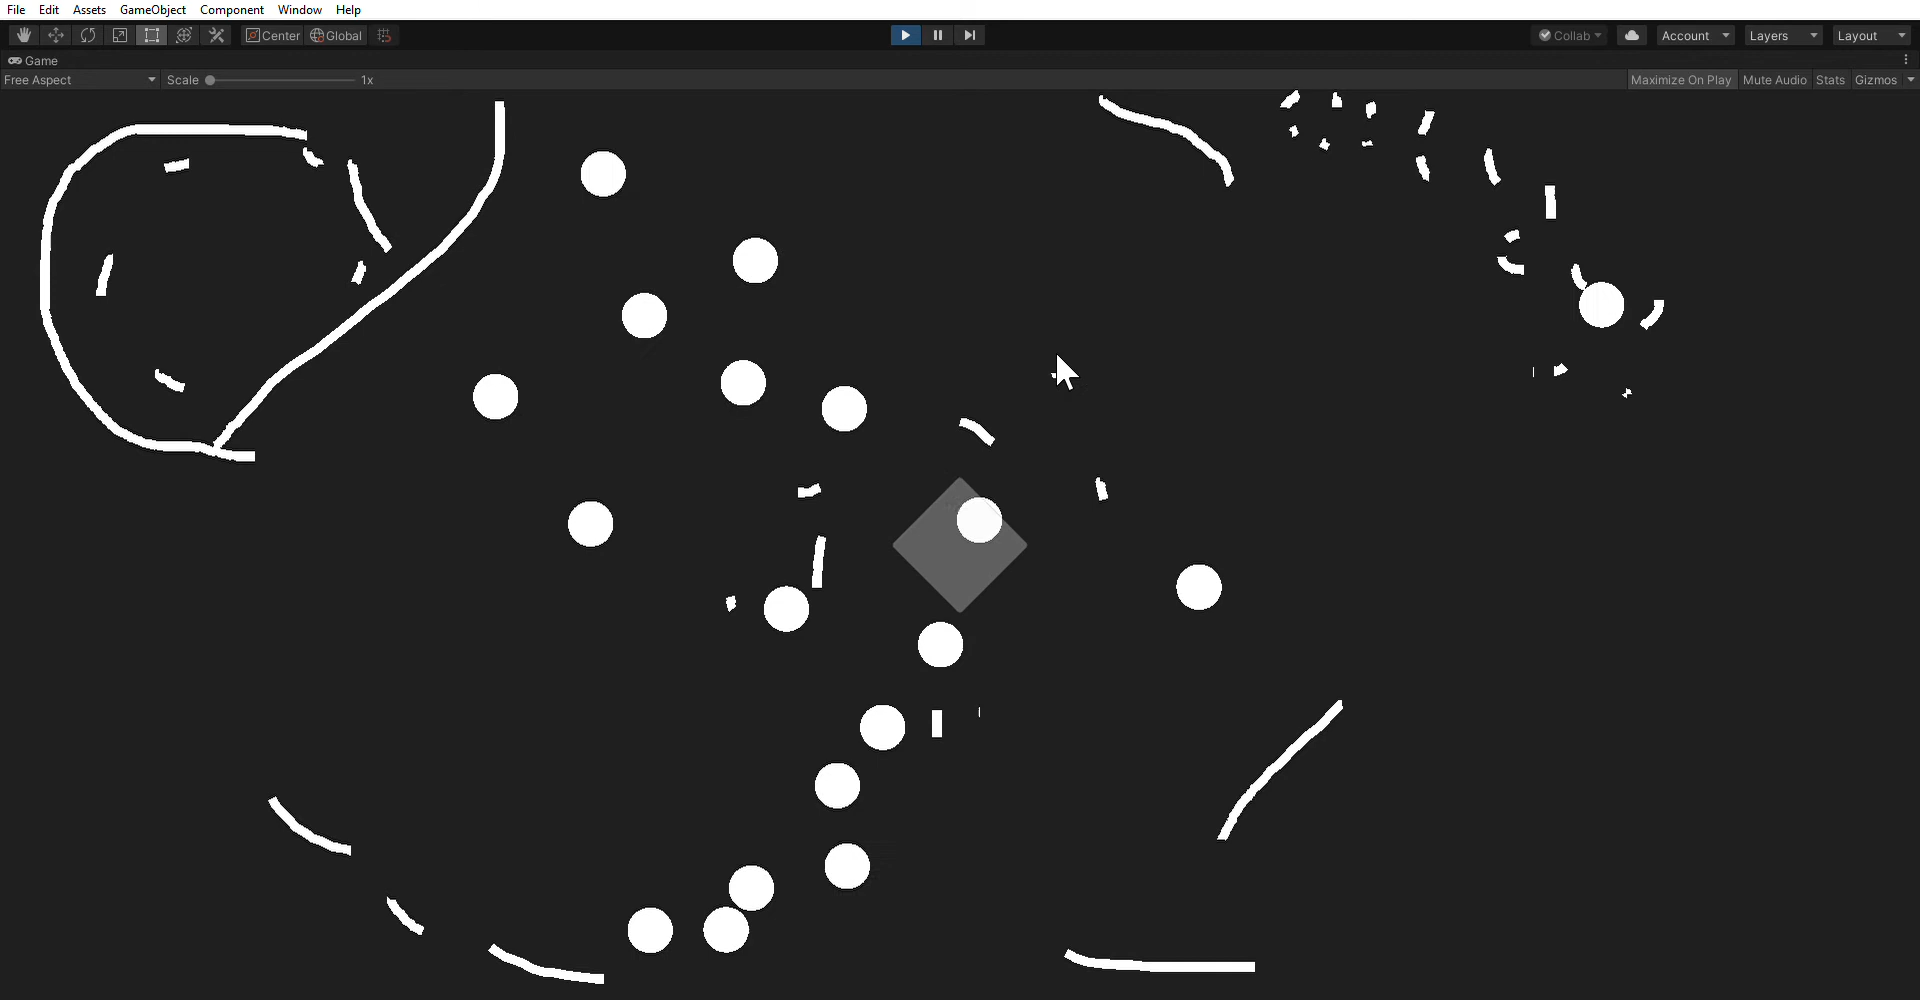 File Edit Assets GameObject Component Window Help
Center Global Collab Account Layers Layout
Game
Free Aspect Scale 1x Maximize On Play Mute Audio Stats Gizmos